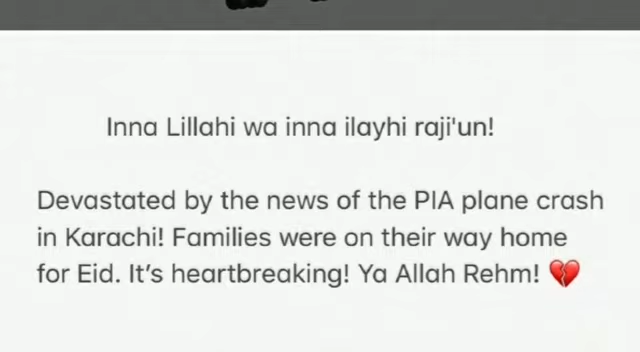 Inna Lillahi wa inna ilayhi raji'un!
Devastated by the news of the PIA plane crash
in Karachi! Families were on their way home
for Eid. It's heartbreaking! Ya Allah Rehm! 💔